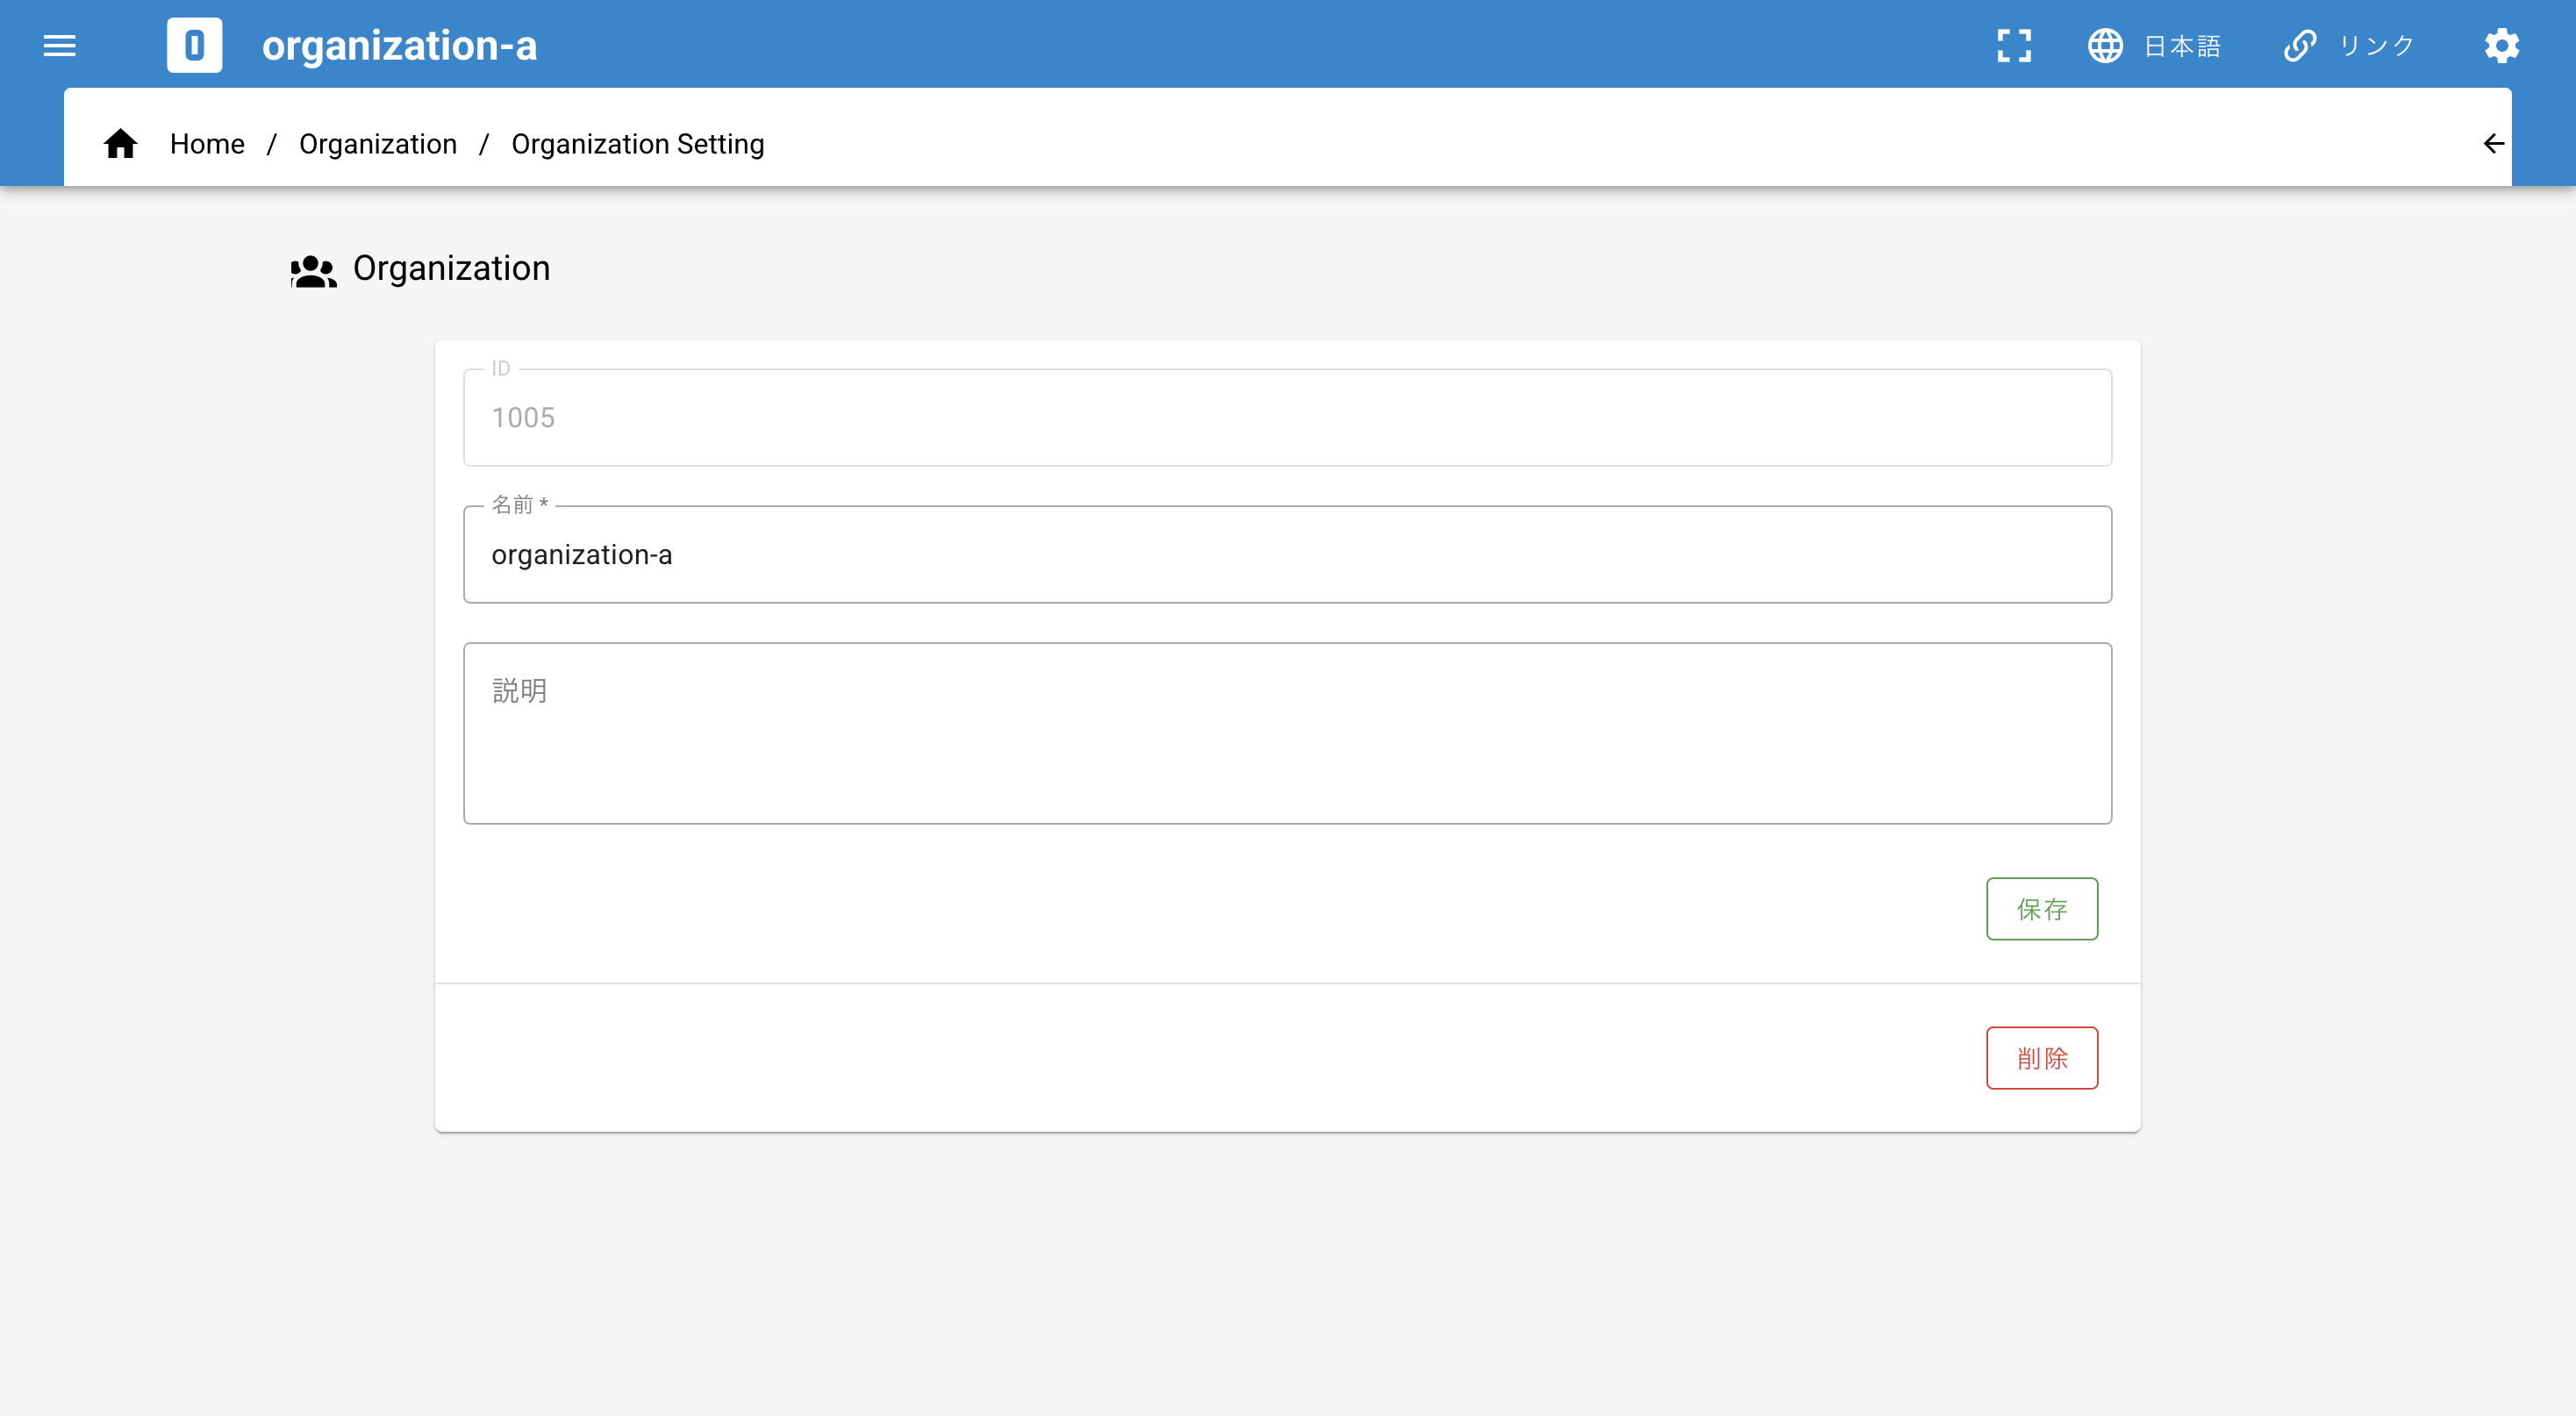 O organization-a 日本語 リンク
Home / Organization / Organization Setting
Organization
ID
1005
名前 *
organization-a
説明
保存
削除